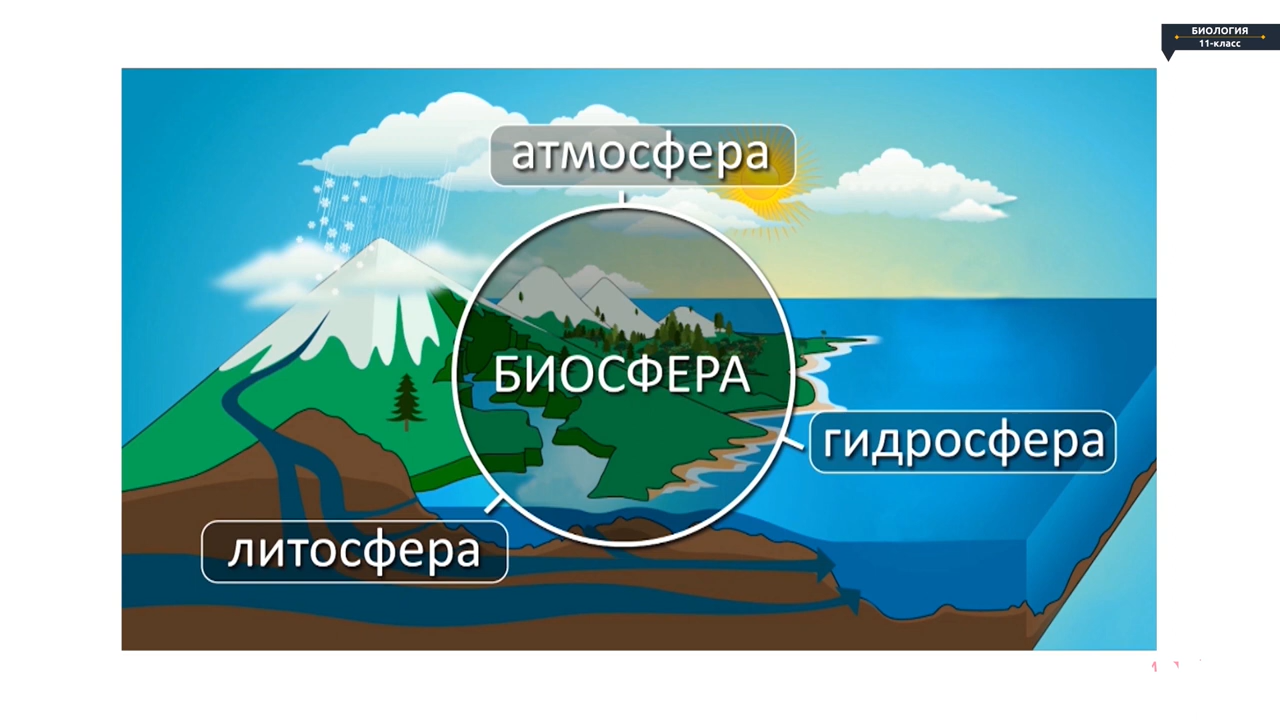 БИОЛОГИЯ
11-класс
атмосфера
БИОСФЕРА
гидросфера
литосфера